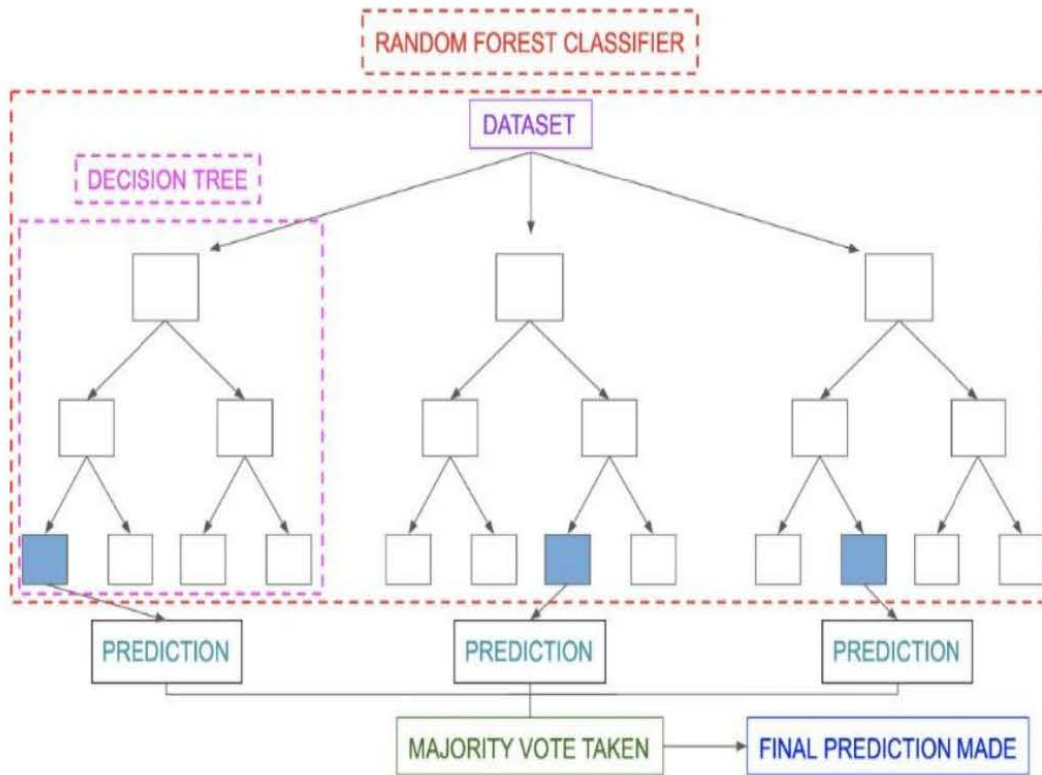 RANDOM FOREST CLASSIFIER
DATASET
DECISION TREE
PREDICTION
PREDICTION
PREDICTION
MAJORITY VOTE TAKEN
FINAL PREDICTION MADE